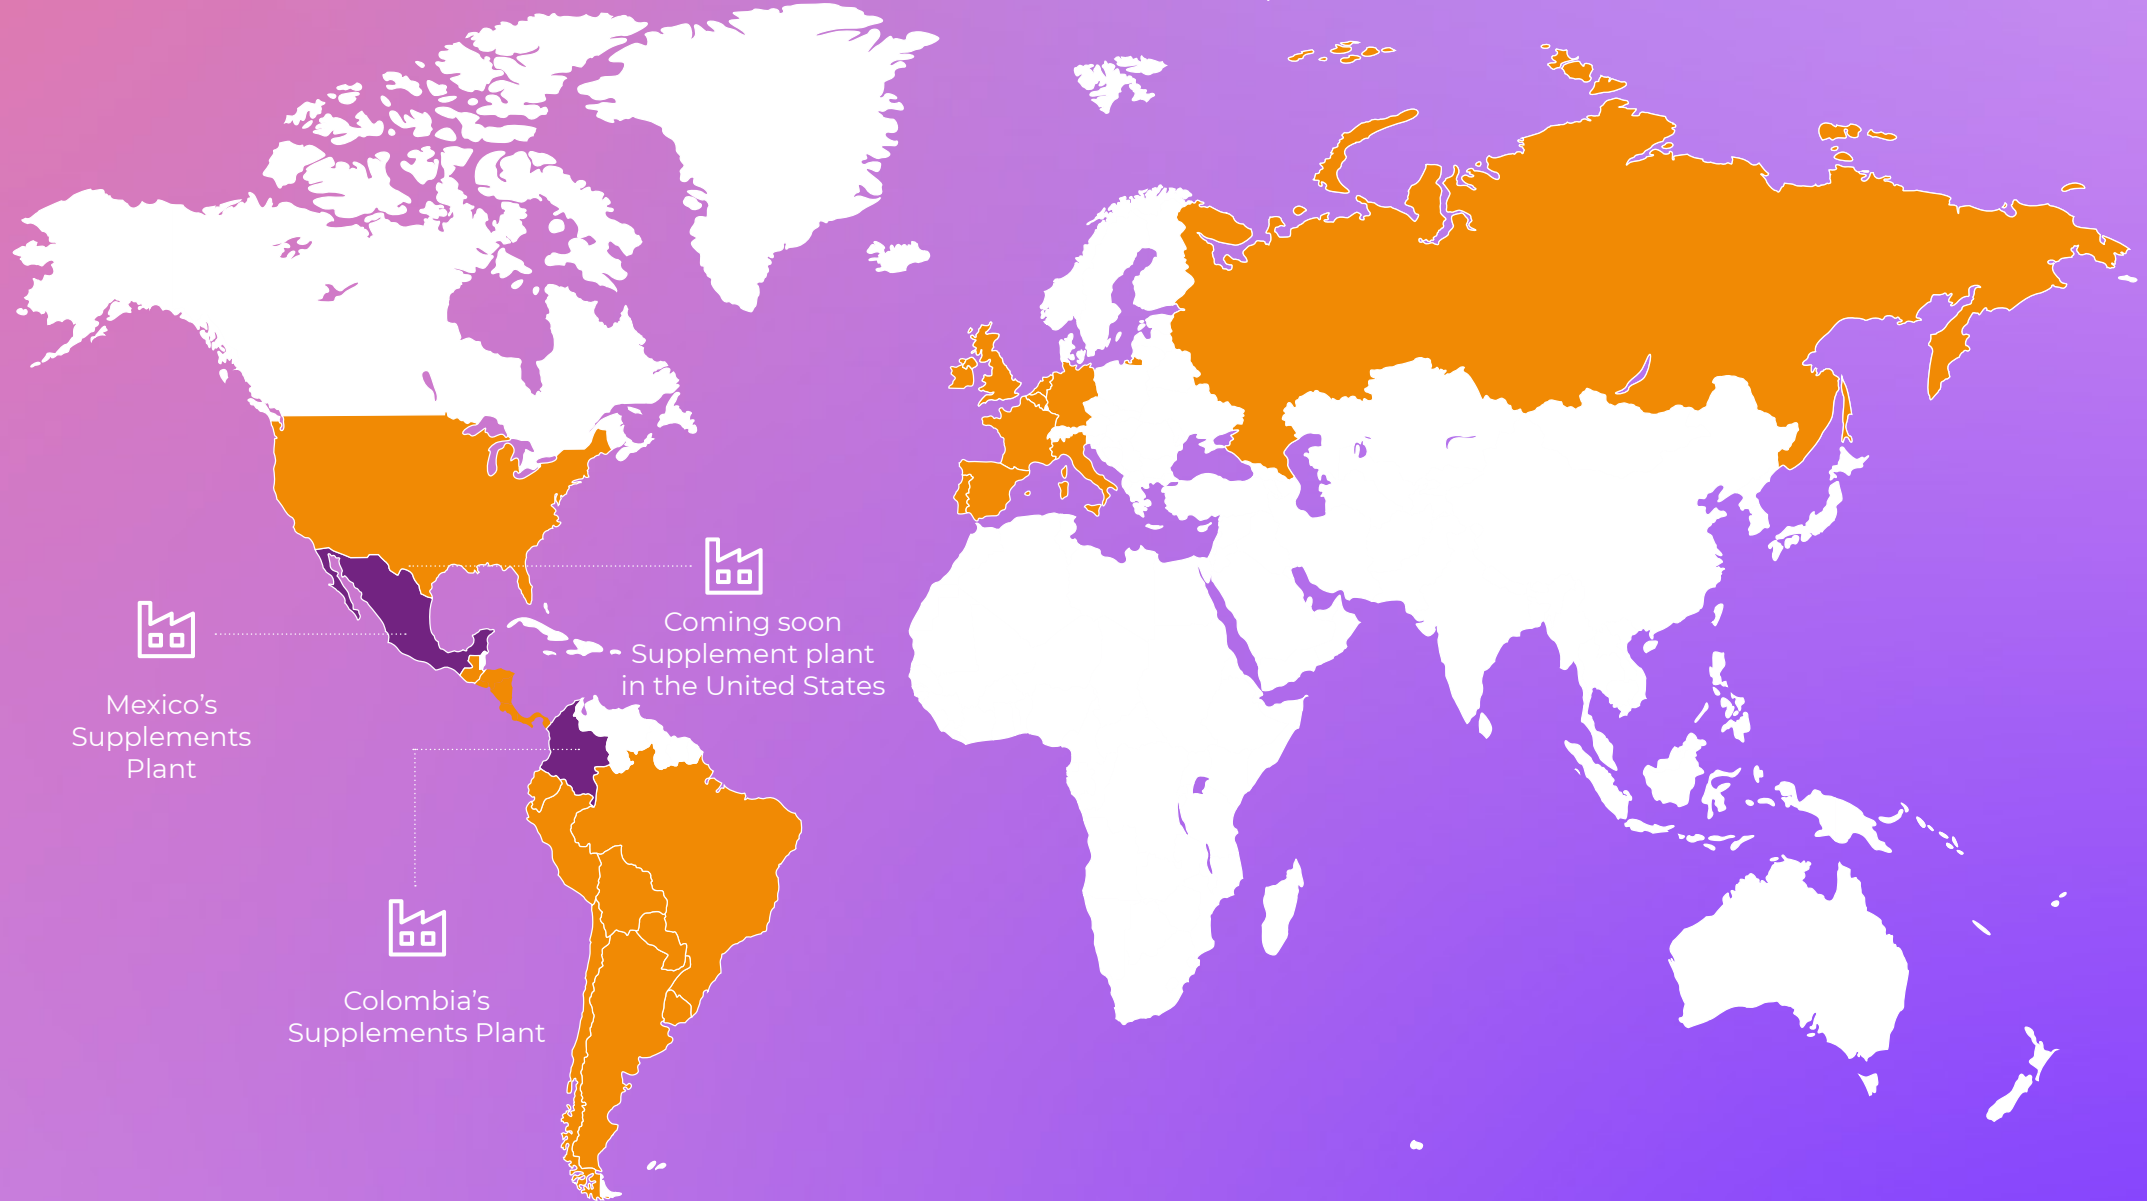 Coming soon
Supplement plant
in the United States
Mexico’s
Supplements
Plant
Colombia’s
Supplements Plant